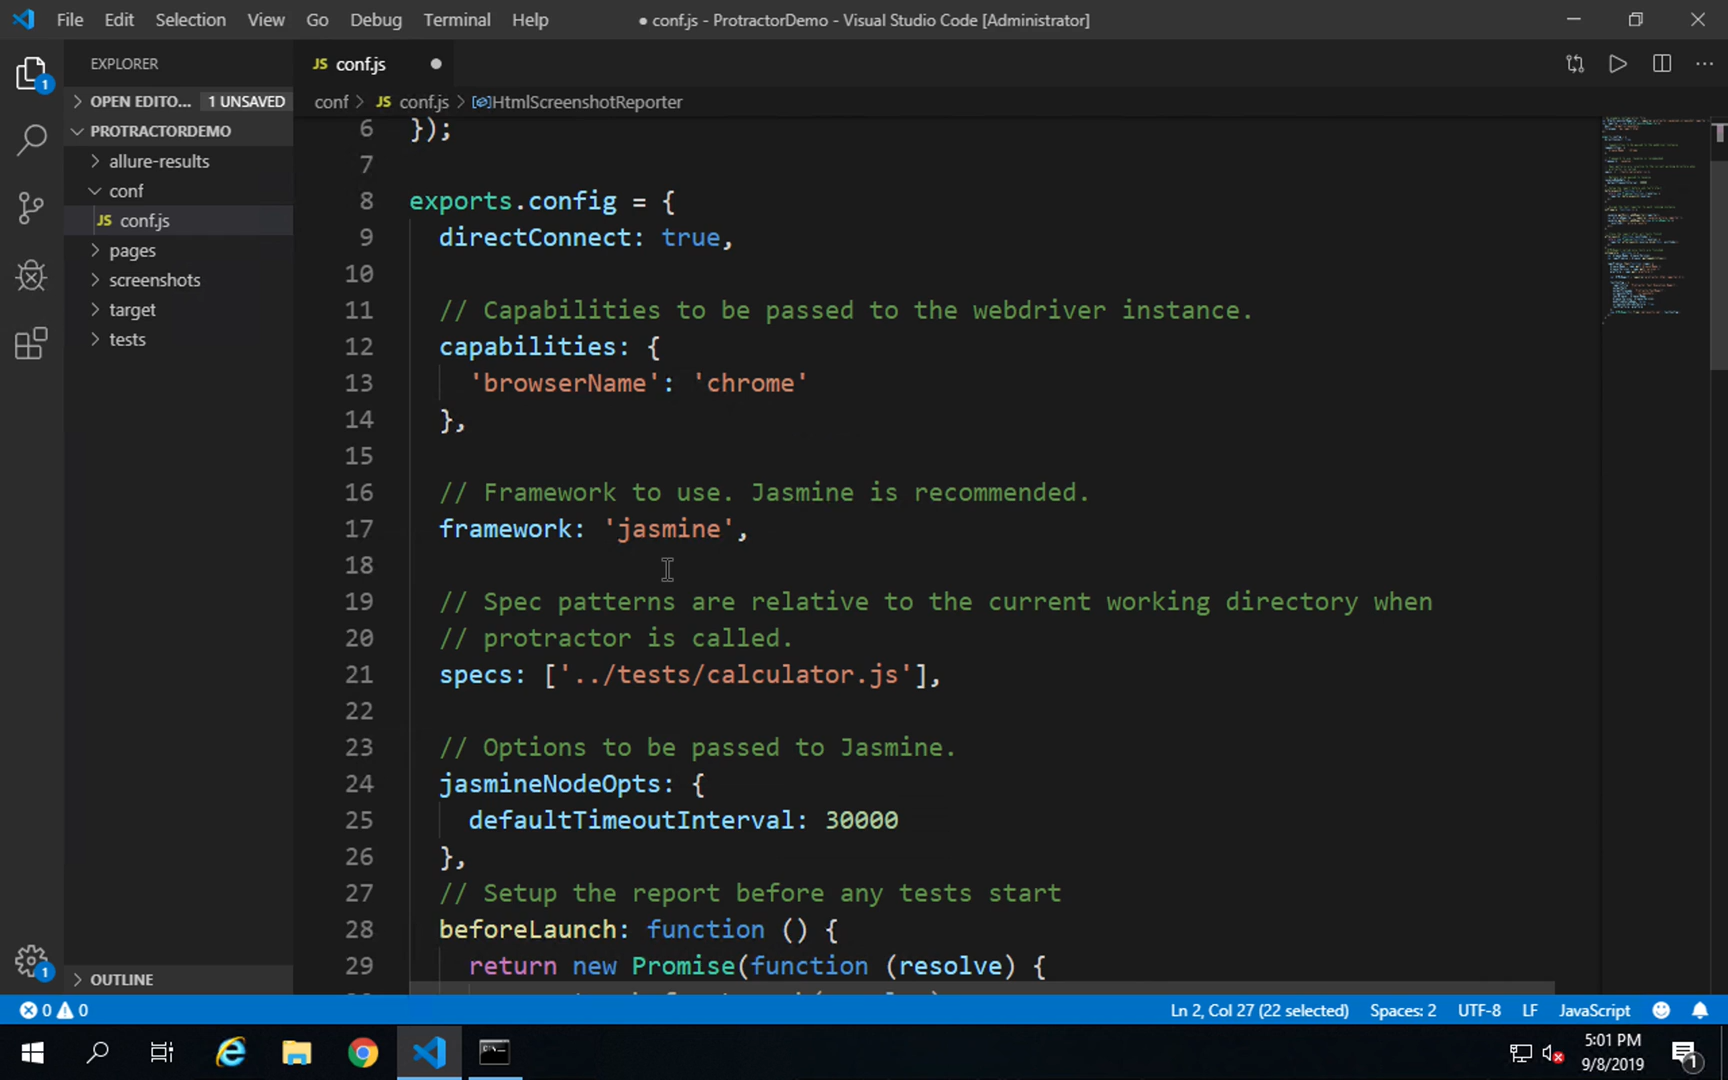 File Edit Selection View Go Debug Terminal Help
● conf.js - ProtractorDemo - Visual Studio Code [Administrator]
EXPLORER
JS conf.js ●
1
OPEN EDITO... 1 UNSAVED
conf > JS conf.js > HtmlScreenshotReporter
PROTRACTORDEMO
allure-results
conf
JS conf.js
pages
screenshots
target
tests
6 });
7
8 exports.config = {
9 directConnect: true,
10
11 // Capabilities to be passed to the webdriver instance.
12 capabilities: {
13 'browserName': 'chrome'
14 },
15
16 // Framework to use. Jasmine is recommended.
17 framework: 'jasmine',
18
19 // Spec patterns are relative to the current working directory when
20 // protractor is called.
21 specs: ['../tests/calculator.js'],
22
23 // Options to be passed to Jasmine.
24 jasmineNodeOpts: {
25 defaultTimeoutInterval: 30000
26 },
27 // Setup the report before any tests start
28 beforeLaunch: function () {
29 return new Promise(function (resolve) {
1
OUTLINE
0 0
Ln 2, Col 27 (22 selected) Spaces: 2 UTF-8 LF JavaScript
5:01 PM
9/8/2019
1